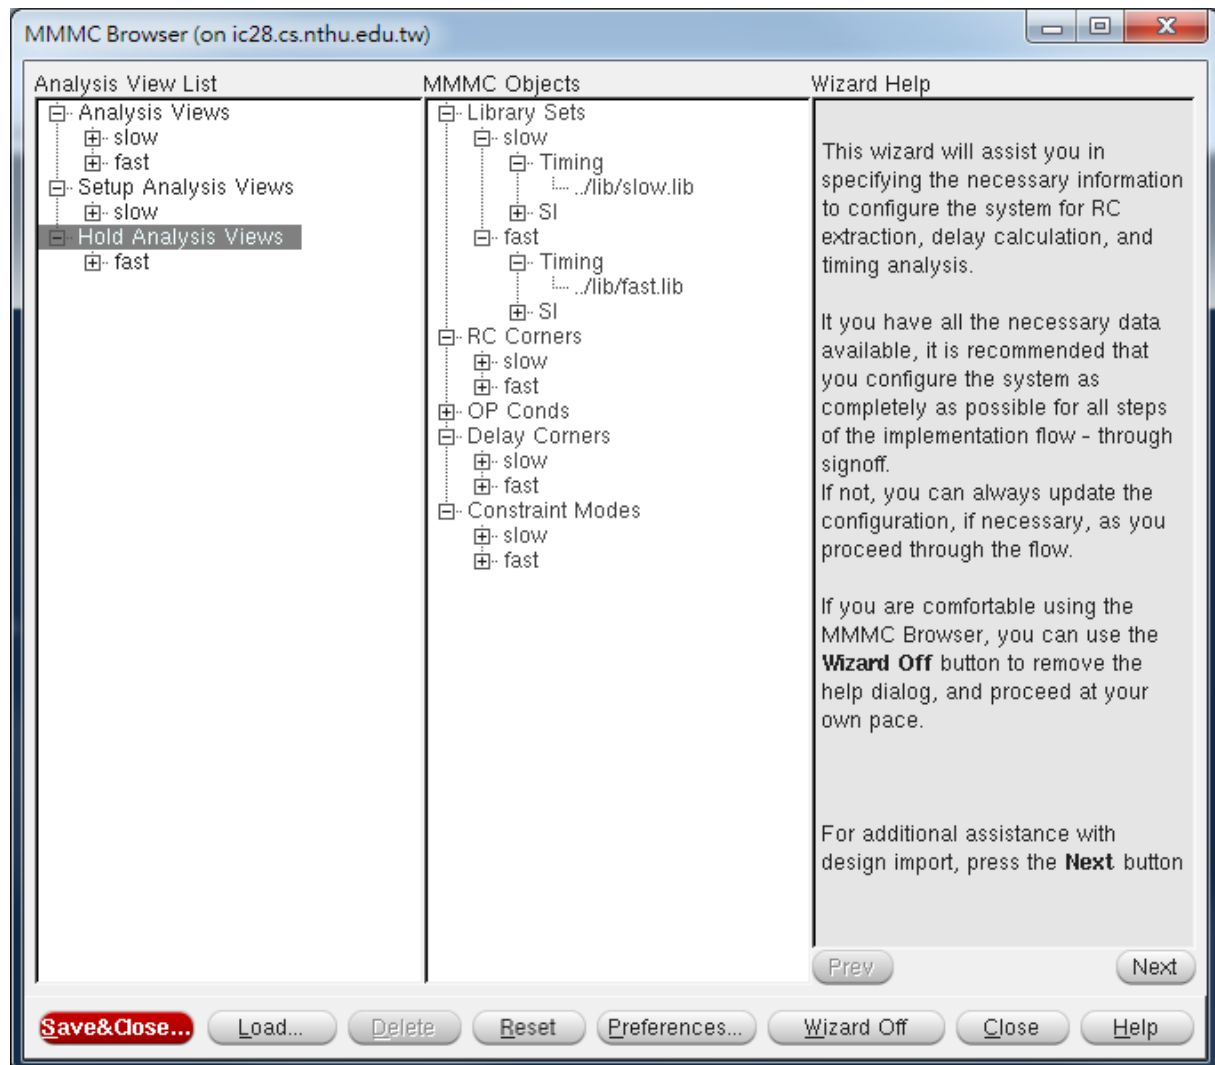 MMMC Browser (on ic28.cs.nthu.edu.tw)
Analysis View List
Analysis Views
slow
fast
Setup Analysis Views
slow
Hold Analysis Views
fast
MMMC Objects
Library Sets
slow
Timing
../lib/slow.lib
SI
fast
Timing
../lib/fast.lib
SI
RC Corners
slow
fast
OP Conds
Delay Corners
slow
fast
Constraint Modes
slow
fast
Wizard Help
This wizard will assist you in
specifying the necessary information
to configure the system for RC
extraction, delay calculation, and
timing analysis.
It you have all the necessary data
available, it is recommended that
you configure the system as
completely as possible for all steps
of the implementation flow - through
signoff.
If not, you can always update the
configuration, if necessary, as you
proceed through the flow.
If you are comfortable using the
MMMC Browser, you can use the
Wizard Off button to remove the
help dialog, and proceed at your
own pace.
For additional assistance with
design import, press the Next button
Prev
Next
Save&Close...
Load...
Delete
Reset
Preferences...
Wizard Off
Close
Help